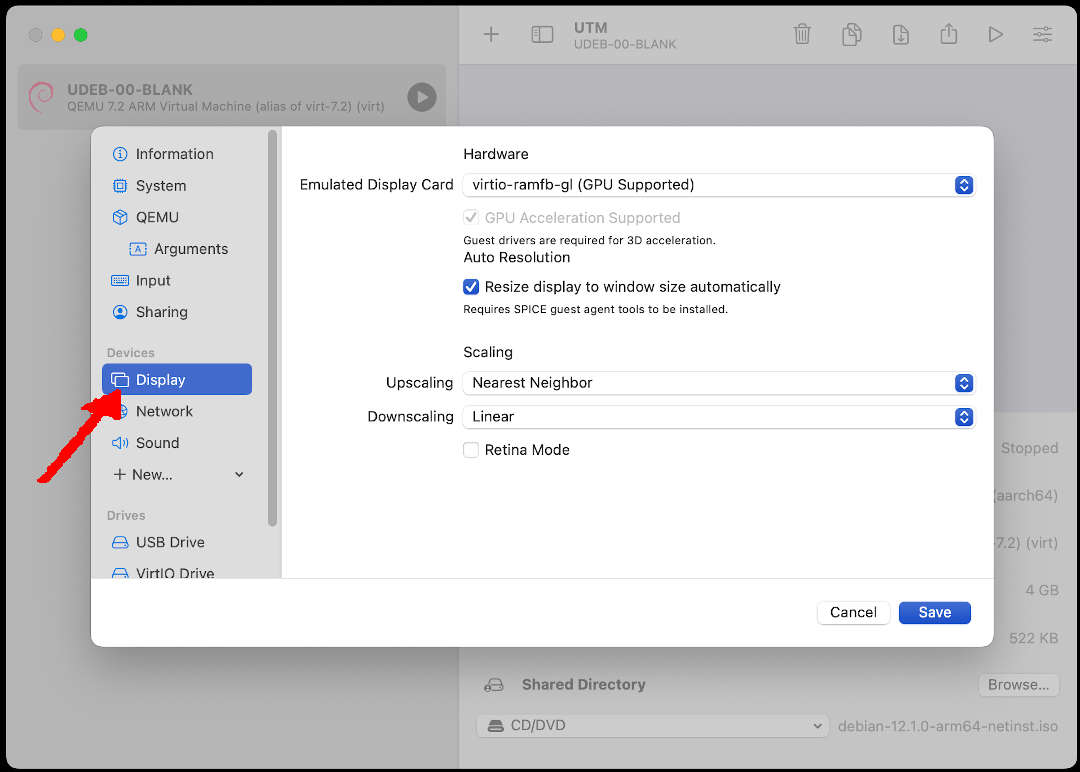 UTM
UDEB-00-BLANK
UDEB-00-BLANK
QEMU 7.2 ARM Virtual Machine (alias of virt-7.2) (virt)
Information
System
QEMU
A
Arguments
Input
Sharing
Devices
Display
Network
Sound
New...
Drives
USB Drive
VirtIO Drive
Hardware
Emulated Display Card
virtio-ramfb-gl (GPU Supported)
GPU Acceleration Supported
Guest drivers are required for 3D acceleration.
Auto Resolution
Resize display to window size automatically
Requires SPICE guest agent tools to be installed.
Scaling
Upscaling
Nearest Neighbor
Downscaling
Linear
Retina Mode
Cancel
Save
Stopped
(aarch64)
-7.2) (virt)
4 GB
522 KB
Shared Directory
Browse...
CD/DVD
debian-12.1.0-arm64-netinst.iso